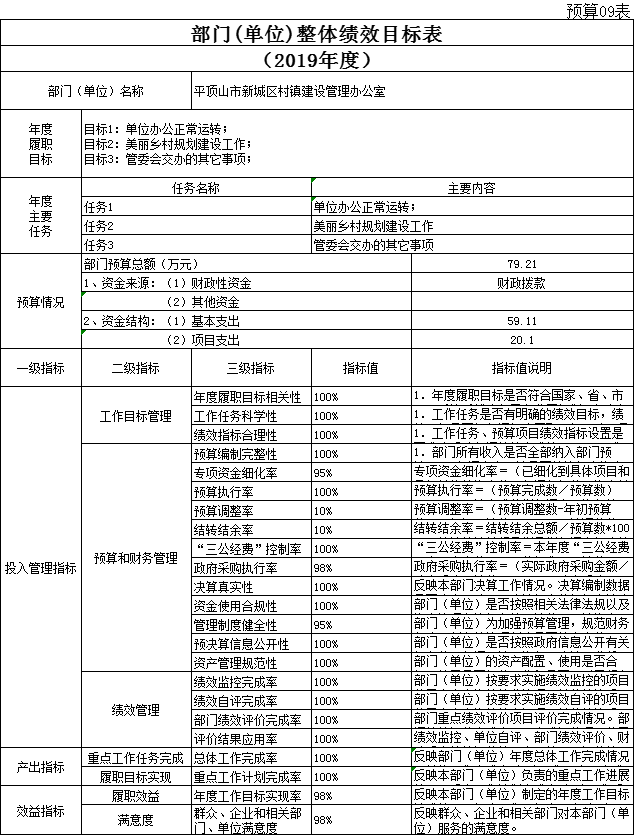 预算09表
部门(单位)整体绩效目标表
（2019年度）
部门（单位）名称 平顶山市新城区村镇建设管理办公室
年度履职目标 目标1：单位办公正常运转；
目标2：美丽乡村规划建设工作；
目标3：管委会交办的其它事项；
年度主要任务 任务名称 主要内容
任务1 单位办公正常运转；
任务2 美丽乡村规划建设工作
任务3 管委会交办的其它事项
预算情况 部门预算总额（万元） 79.21
1、资金来源：（1）财政性资金 财政拨款
（2）其他资金
2、资金结构：（1）基本支出 59.11
（2）项目支出 20.1
一级指标 二级指标 三级指标 指标值 指标值说明
投入管理指标 工作目标管理 年度履职目标相关性 100% 1．年度履职目标是否符合国家、省、市
工作任务科学性 100% 1．工作任务是否有明确的绩效目标，绩
绩效指标合理性 100% 1．工作任务、预算项目绩效指标设置是
预算和财务管理 预算编制完整性 100% 1．部门所有收入是否全部纳入部门预
专项资金细化率 95% 专项资金细化率＝（已细化到具体项目和
预算执行率 100% 预算执行率＝（预算完成数／预算数）
预算调整率 10% 预算调整率＝（预算调整数-年初预算
结转结余率 10% 结转结余率＝结转结余总额／预算数*100
“三公经费”控制率 100% “三公经费”控制率＝本年度“三公经费
政府采购执行率 98% 政府采购执行率＝（实际政府采购金额／
决算真实性 100% 反映本部门决算工作情况。决算编制数据
资金使用合规性 100% 部门（单位）是否按照相关法律法规以及
管理制度健全性 95% 部门（单位）为加强预算管理，规范财务
预决算信息公开性 100% 部门（单位）是否按照政府信息公开有关
资产管理规范性 100% 部门（单位）的资产配置、使用是否合
绩效管理 绩效监控完成率 100% 部门（单位）按要求实施绩效监控的项目
绩效自评完成率 100% 部门（单位）按要求实施绩效自评的项目
部门绩效评价完成率 100% 部门重点绩效评价项目评价完成情况。部
评价结果应用率 100% 绩效监控、单位自评、部门绩效评价、财
产出指标 重点工作任务完成 总体工作完成率 100% 反映部门（单位）年度总体工作完成情况
履职目标实现 重点工作计划完成率 100% 反映本部门（单位）负责的重点工作进展
效益指标 履职效益 年度工作目标实现率 98% 反映本部门（单位）制定的年度工作目标
满意度 群众、企业和相关部门、单位满意度 98% 反映群众、企业和相关部门对本部门（单位）服务的满意度。